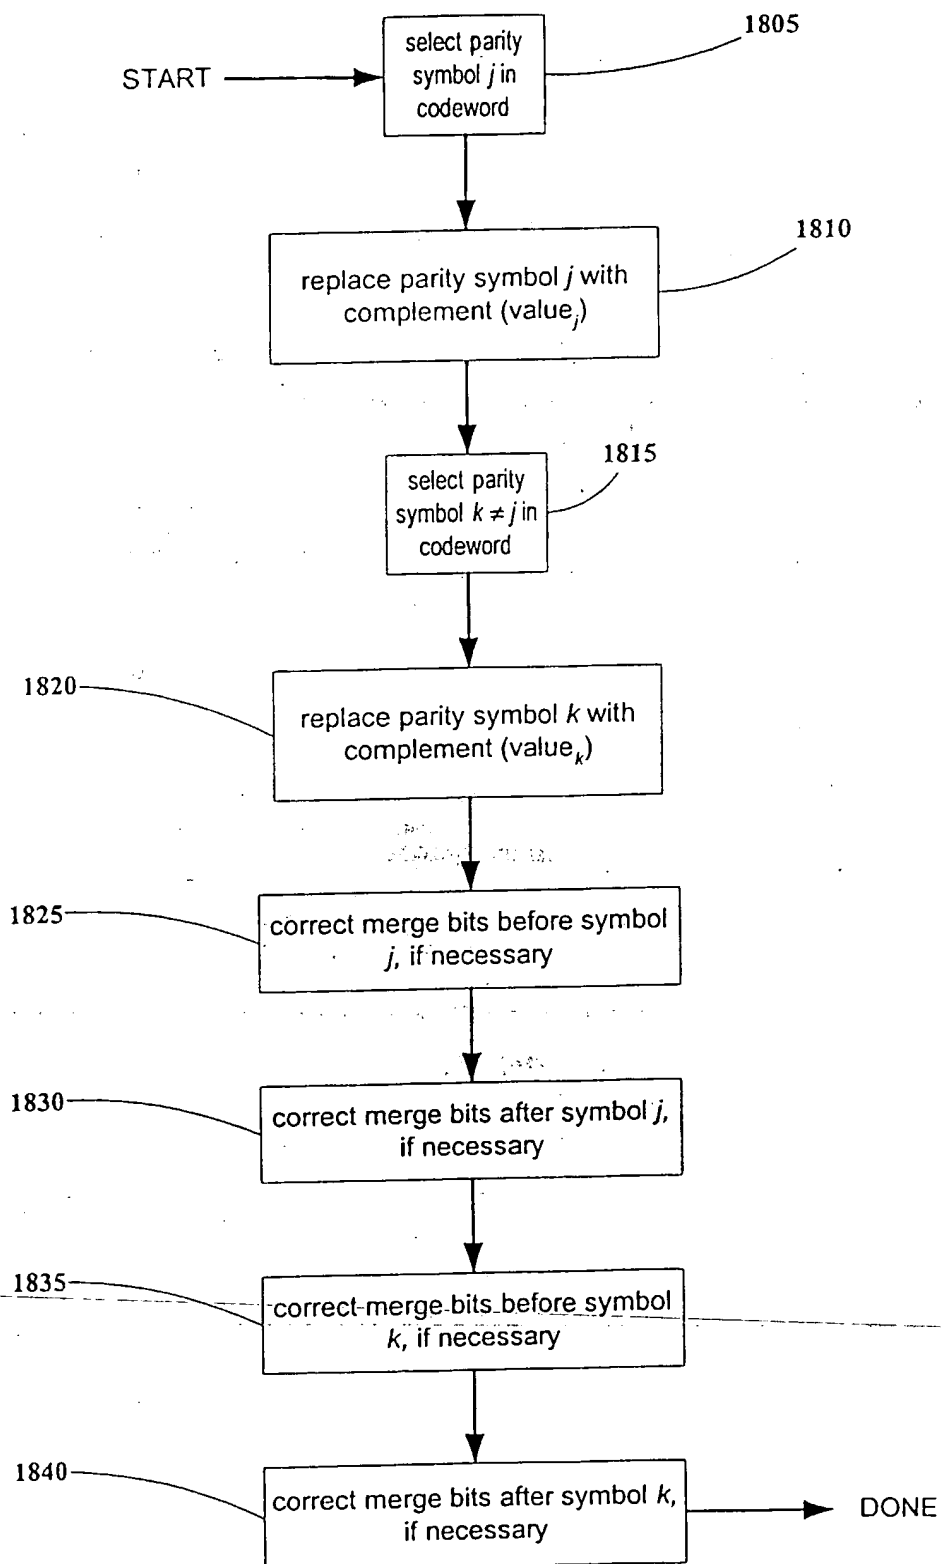 1805
select parity
symbol j in
codeword
START
1810
replace parity symbol j with
complement (value_j)
1815
select parity
symbol k ≠ j in
codeword
1820
replace parity symbol k with
complement (value_k)
1825
correct merge bits before symbol
j, if necessary
1830
correct merge bits after symbol j,
if necessary
1835
correct merge bits before symbol
k, if necessary
1840
correct merge bits after symbol k,
if necessary
DONE